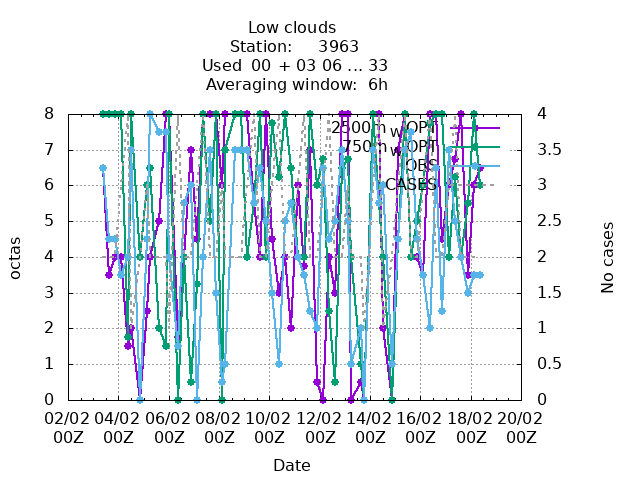 Low clouds
Station: 3963
Used 00 + 03 06 ... 33
Averaging window: 6h
8 4
7 3.5
6 3
5 2.5
4 2
3 1.5
2 1
1 0.5
0 0
octas
No cases
2500m_wOPT
750m_wOPT
OBS
CASES
02/02 04/02 06/02 08/02 10/02 12/02 14/02 16/02 18/02 20/02
00Z 00Z 00Z 00Z 00Z 00Z 00Z 00Z 00Z 00Z
Date